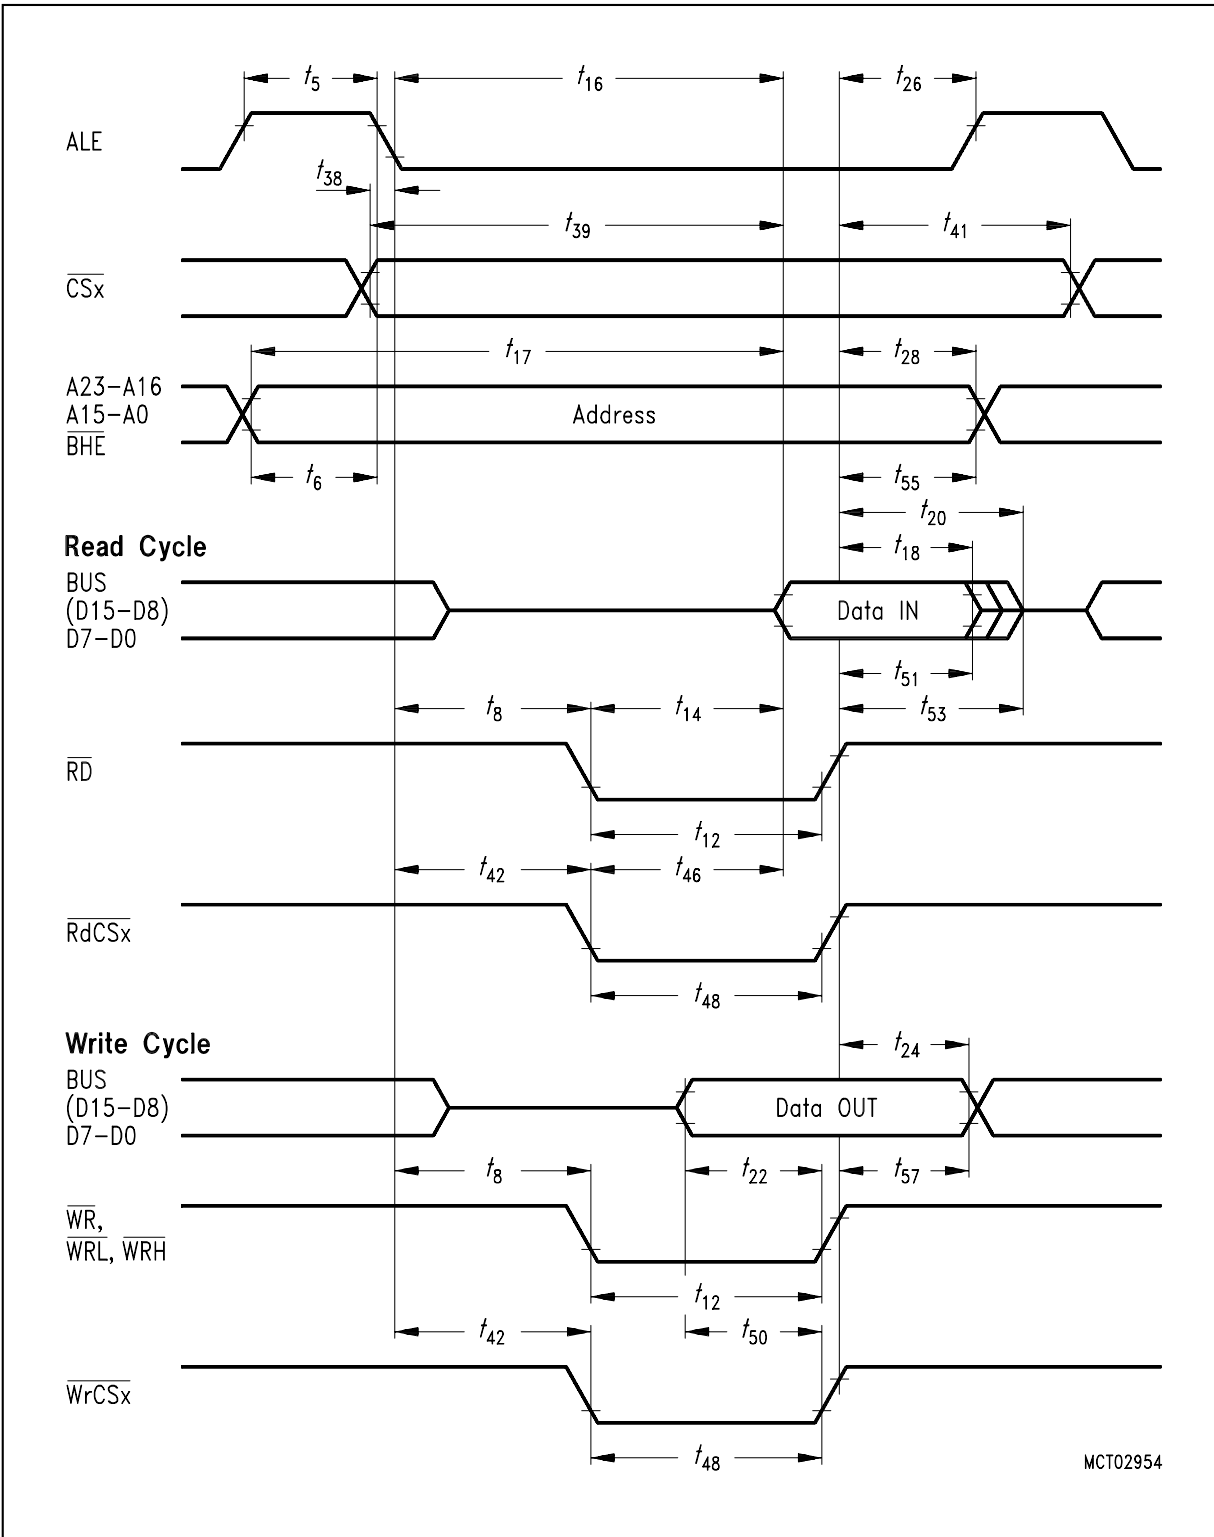 t5 t16 t26
ALE
t38
t39 t41
CSx
t17 t28
A23-A16
A15-A0
BHE
Address
t6 t55
t20
Read Cycle
t18
BUS
(D15-D8)
D7-D0
Data IN
t51
t8 t14 t53
RD
t12
t42 t46
RdCSx
t48
Write Cycle
t24
BUS
(D15-D8)
D7-D0
Data OUT
t8 t22 t57
WR,
WRL, WRH
t12
t42 t50
WrCSx
t48
MCT02954